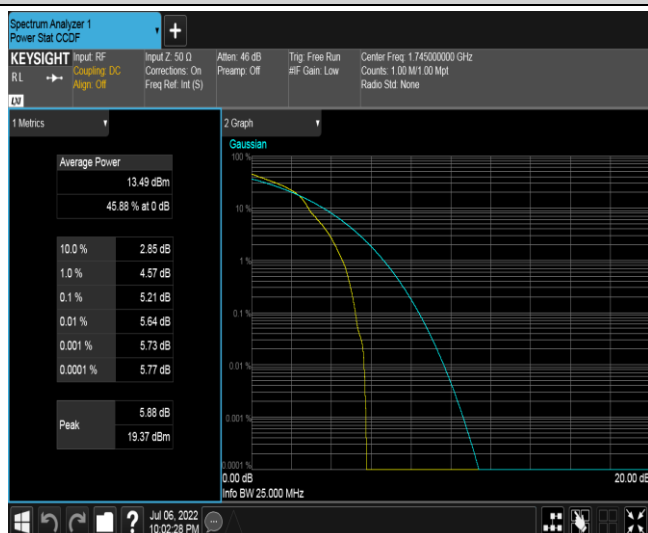 Spectrum Analyzer 1
Power Stat CCDF
+
KEYSIGHT
RL
LXI
Input: RF
Coupling: DC
Align: Off
Input Z: 50 Ω
Corrections: On
Freq Ref: Int (S)
Atten: 46 dB
Preamp: Off
Trig: Free Run
#IF Gain: Low
Center Freq: 1.745000000 GHz
Counts: 1.00 M/1.00 Mpt
Radio Std: None
1 Metrics
Average Power
13.49 dBm
45.88 % at 0 dB
10.0 % 2.85 dB
1.0 % 4.57 dB
0.1 % 5.21 dB
0.01 % 5.64 dB
0.001 % 5.73 dB
0.0001 % 5.77 dB
Peak
5.88 dB
19.37 dBm
2 Graph
Gaussian
100 %
10 %
1 %
0.1 %
0.01 %
0.001 %
0.0001 %
0.00 dB
20.00 dB
Info BW 25.000 MHz
?
Jul 06, 2022
10:02:28 PM